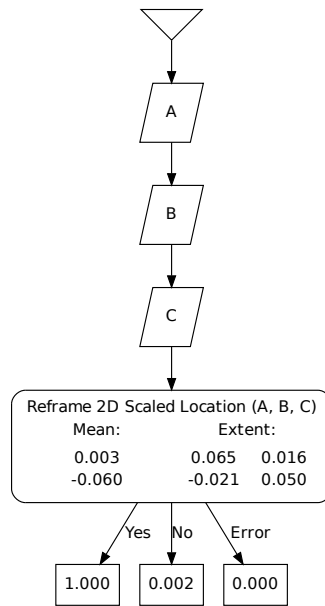 A
B
C
Reframe 2D Scaled Location (A, B, C)
Mean: Extent:
0.003 0.065 0.016
-0.060 -0.021 0.050
Yes No Error
1.000 0.002 0.000